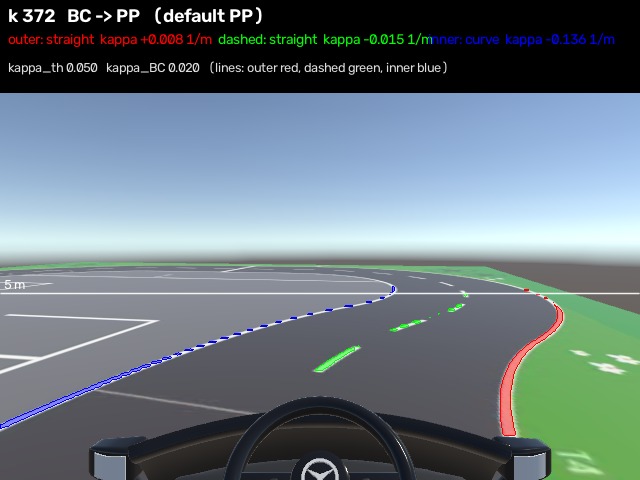 k 372 BC -> PP (default PP)
outer: straight kappa +0.008 1/m dashed: straight kappa -0.015 1/m inner: curve kappa -0.136 1/m
kappa_th 0.050 kappa_BC 0.020 (lines: outer red, dashed green, inner blue)
5 m